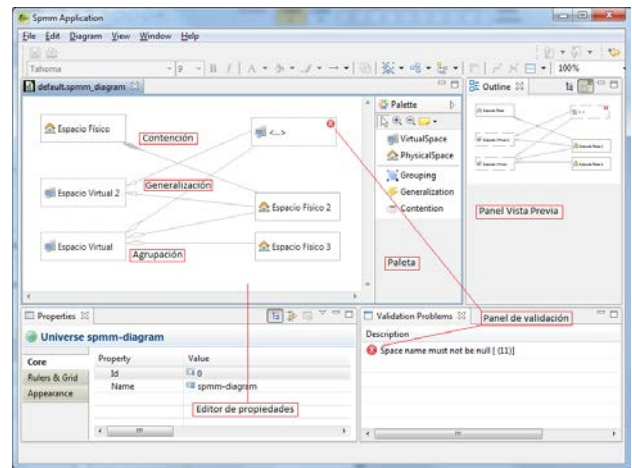 Spmm Application
File Edit Diagram View Window Help
Tahoma 9 B I A 100%
default.spmm_diagram
Espacio Físico
Contención
<...>
Generalización
Espacio Virtual 2
Espacio Físico 2
Espacio Virtual
Agrupación
Espacio Físico 3
Palette
VirtualSpace
PhysicalSpace
Grouping
Generalization
Contention
Paleta
Outline
Panel Vista Previa
Properties
Universe spmm-diagram
Core
Rulers & Grid
Appearance
Property Value
Id 0
Name spmm-diagram
Editor de propiedades
Validation Problems
Panel de validación
Description
Space name must not be null [ (11)]